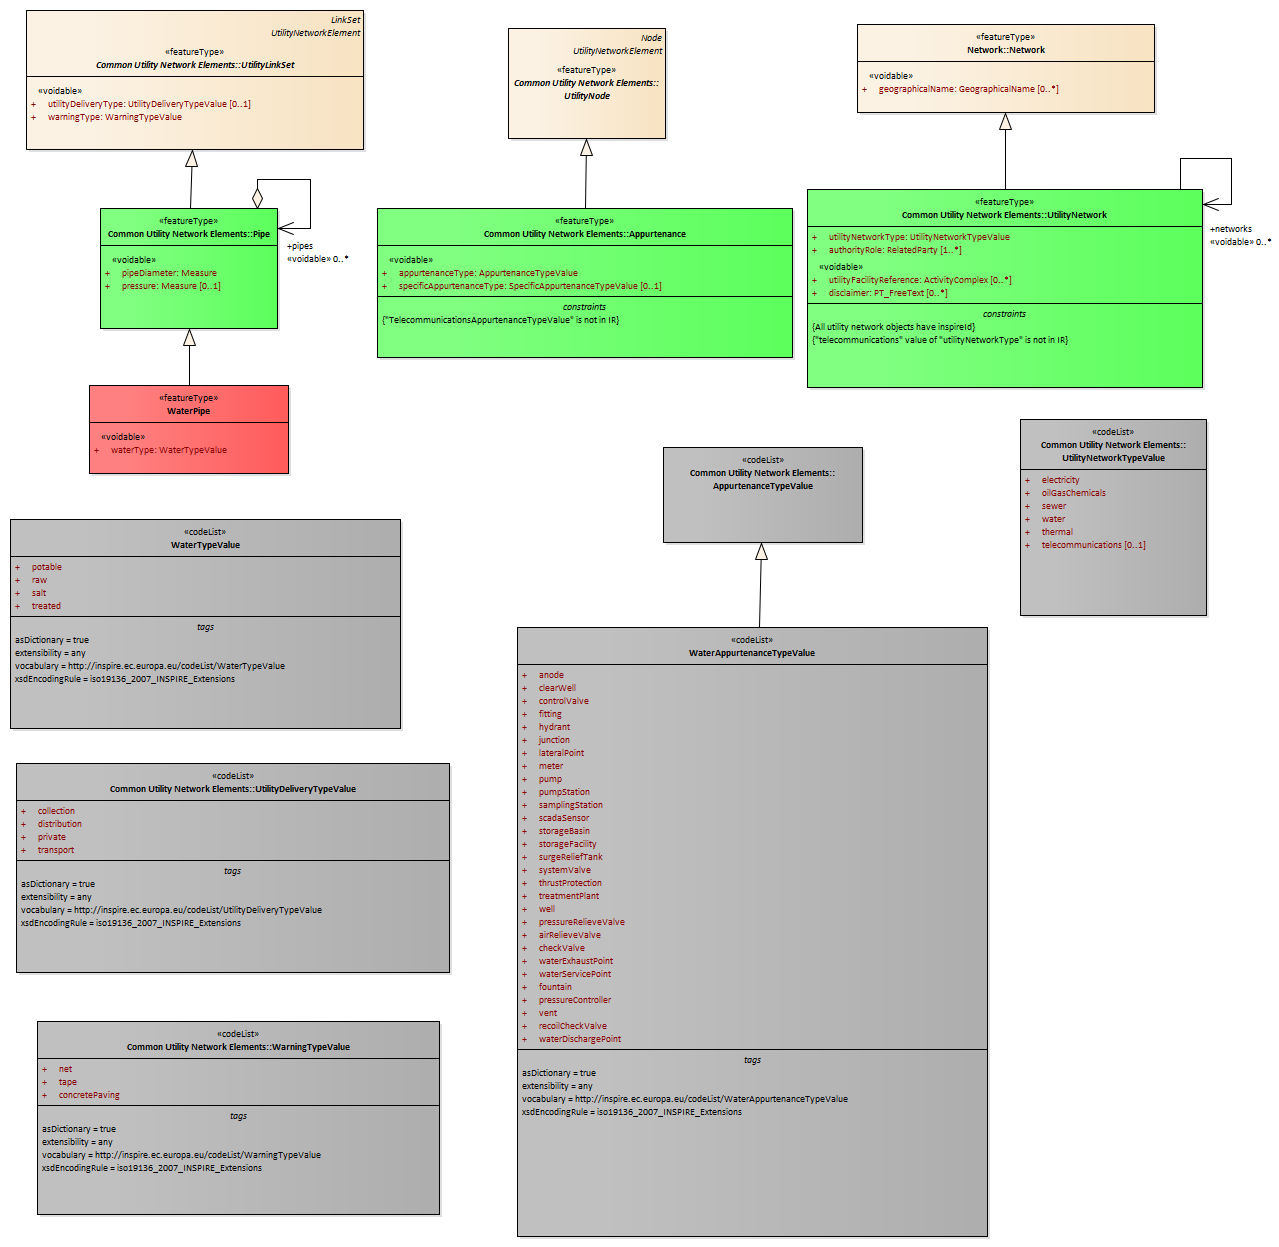 LinkSet
UtilityNetworkElement
«featureType»
Common Utility Network Elements::UtilityLinkSet
«voidable»
+ utilityDeliveryType: UtilityDeliveryTypeValue [0..1]
+ warningType: WarningTypeValue
Node
UtilityNetworkElement
«featureType»
Common Utility Network Elements::
UtilityNode
«featureType»
Network::Network
«voidable»
+ geographicalName: GeographicalName [0..*]
«featureType»
Common Utility Network Elements::Pipe
«voidable»
+ pipeDiameter: Measure
+ pressure: Measure [0..1]
+pipes
«voidable» 0..*
«featureType»
Common Utility Network Elements::Appurtenance
«voidable»
+ appurtenanceType: AppurtenanceTypeValue
+ specificAppurtenanceType: SpecificAppurtenanceTypeValue [0..1]
constraints
{"TelecommunicationsAppurtenanceTypeValue" is not in IR}
«featureType»
Common Utility Network Elements::UtilityNetwork
+ utilityNetworkType: UtilityNetworkTypeValue
+ authorityRole: RelatedParty [1..*]
«voidable»
+ utilityFacilityReference: ActivityComplex [0..*]
+ disclaimer: PT_FreeText [0..*]
constraints
{All utility network objects have inspireId}
{"telecommunications" value of "utilityNetworkType" is not in IR}
+networks
«voidable» 0..*
«featureType»
WaterPipe
«voidable»
+ waterType: WaterTypeValue
«codeList»
Common Utility Network Elements::
AppurtenanceTypeValue
«codeList»
Common Utility Network Elements::
UtilityNetworkTypeValue
+ electricity
+ oilGasChemicals
+ sewer
+ water
+ thermal
+ telecommunications [0..1]
«codeList»
WaterTypeValue
+ potable
+ raw
+ salt
+ treated
tags
asDictionary = true
extensibility = any
vocabulary = http://inspire.ec.europa.eu/codeList/WaterTypeValue
xsdEncodingRule = iso19136_2007_INSPIRE_Extensions
«codeList»
Common Utility Network Elements::UtilityDeliveryTypeValue
+ collection
+ distribution
+ private
+ transport
tags
asDictionary = true
extensibility = any
vocabulary = http://inspire.ec.europa.eu/codeList/UtilityDeliveryTypeValue
xsdEncodingRule = iso19136_2007_INSPIRE_Extensions
«codeList»
Common Utility Network Elements::WarningTypeValue
+ net
+ tape
+ concretePaving
tags
asDictionary = true
extensibility = any
vocabulary = http://inspire.ec.europa.eu/codeList/WarningTypeValue
xsdEncodingRule = iso19136_2007_INSPIRE_Extensions
«codeList»
WaterAppurtenanceTypeValue
+ anode
+ clearWell
+ controlValve
+ fitting
+ hydrant
+ junction
+ lateralPoint
+ meter
+ pump
+ pumpStation
+ samplingStation
+ scadaSensor
+ storageBasin
+ storageFacility
+ surgeReliefTank
+ systemValve
+ thrustProtection
+ treatmentPlant
+ well
+ pressureRelieveValve
+ airRelieveValve
+ checkValve
+ waterExhaustPoint
+ waterServicePoint
+ fountain
+ pressureController
+ vent
+ recoilCheckValve
+ waterDischargePoint
tags
asDictionary = true
extensibility = any
vocabulary = http://inspire.ec.europa.eu/codeList/WaterAppurtenanceTypeValue
xsdEncodingRule = iso19136_2007_INSPIRE_Extensions